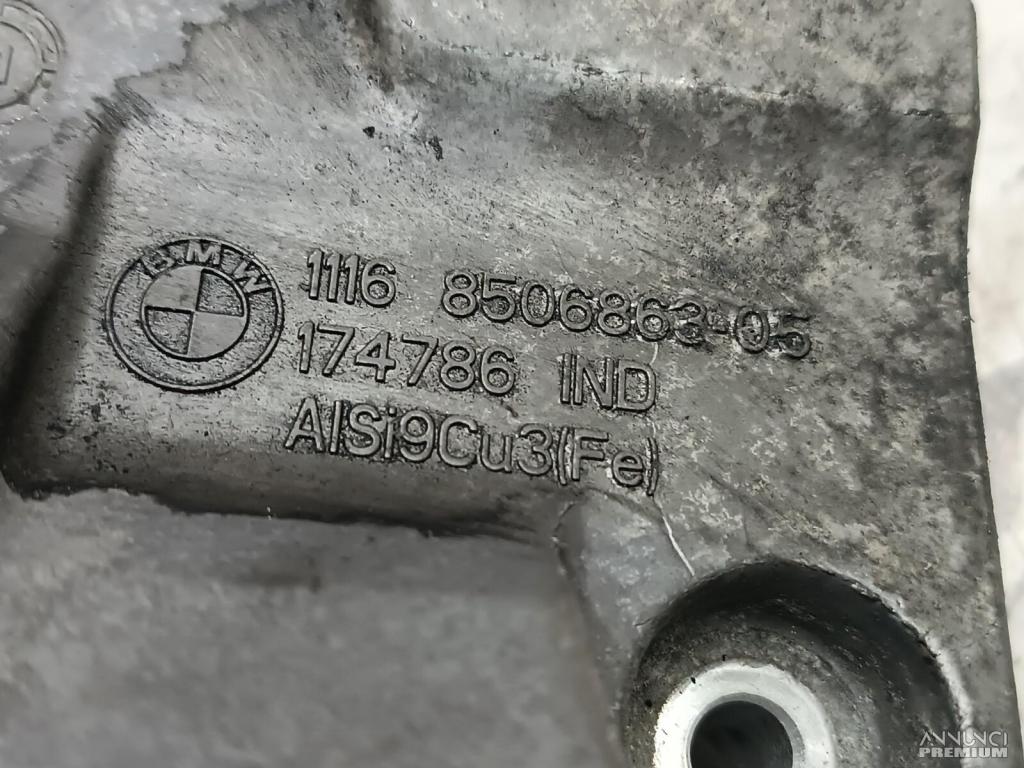 BMW
1116 8506863-05
174786 IND
AlSi9Cu3(Fe)
ANNUNCI
PREMIUM